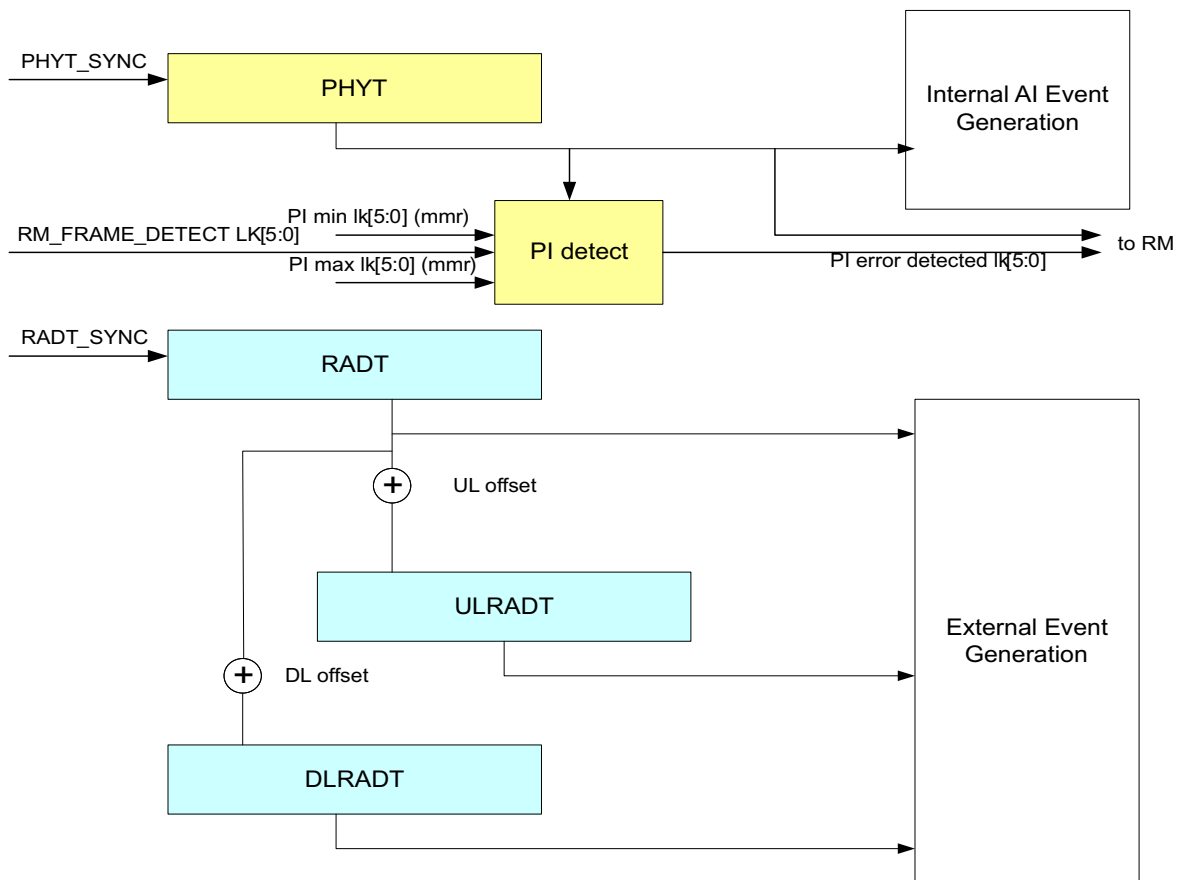 PHYT_SYNC
PHYT
Internal AI Event
Generation
PI min lk[5:0] (mmr)
RM_FRAME_DETECT LK[5:0]
PI max lk[5:0] (mmr)
PI detect
to RM
PI error detected lk[5:0]
RADT_SYNC
RADT
+
UL offset
ULRADT
External Event
Generation
+
DL offset
DLRADT